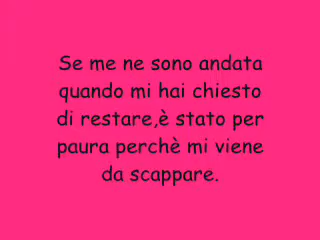 Se me ne sono andata
quando mi hai chiesto
di restare,è stato per
paura perchè mi viene
da scappare.